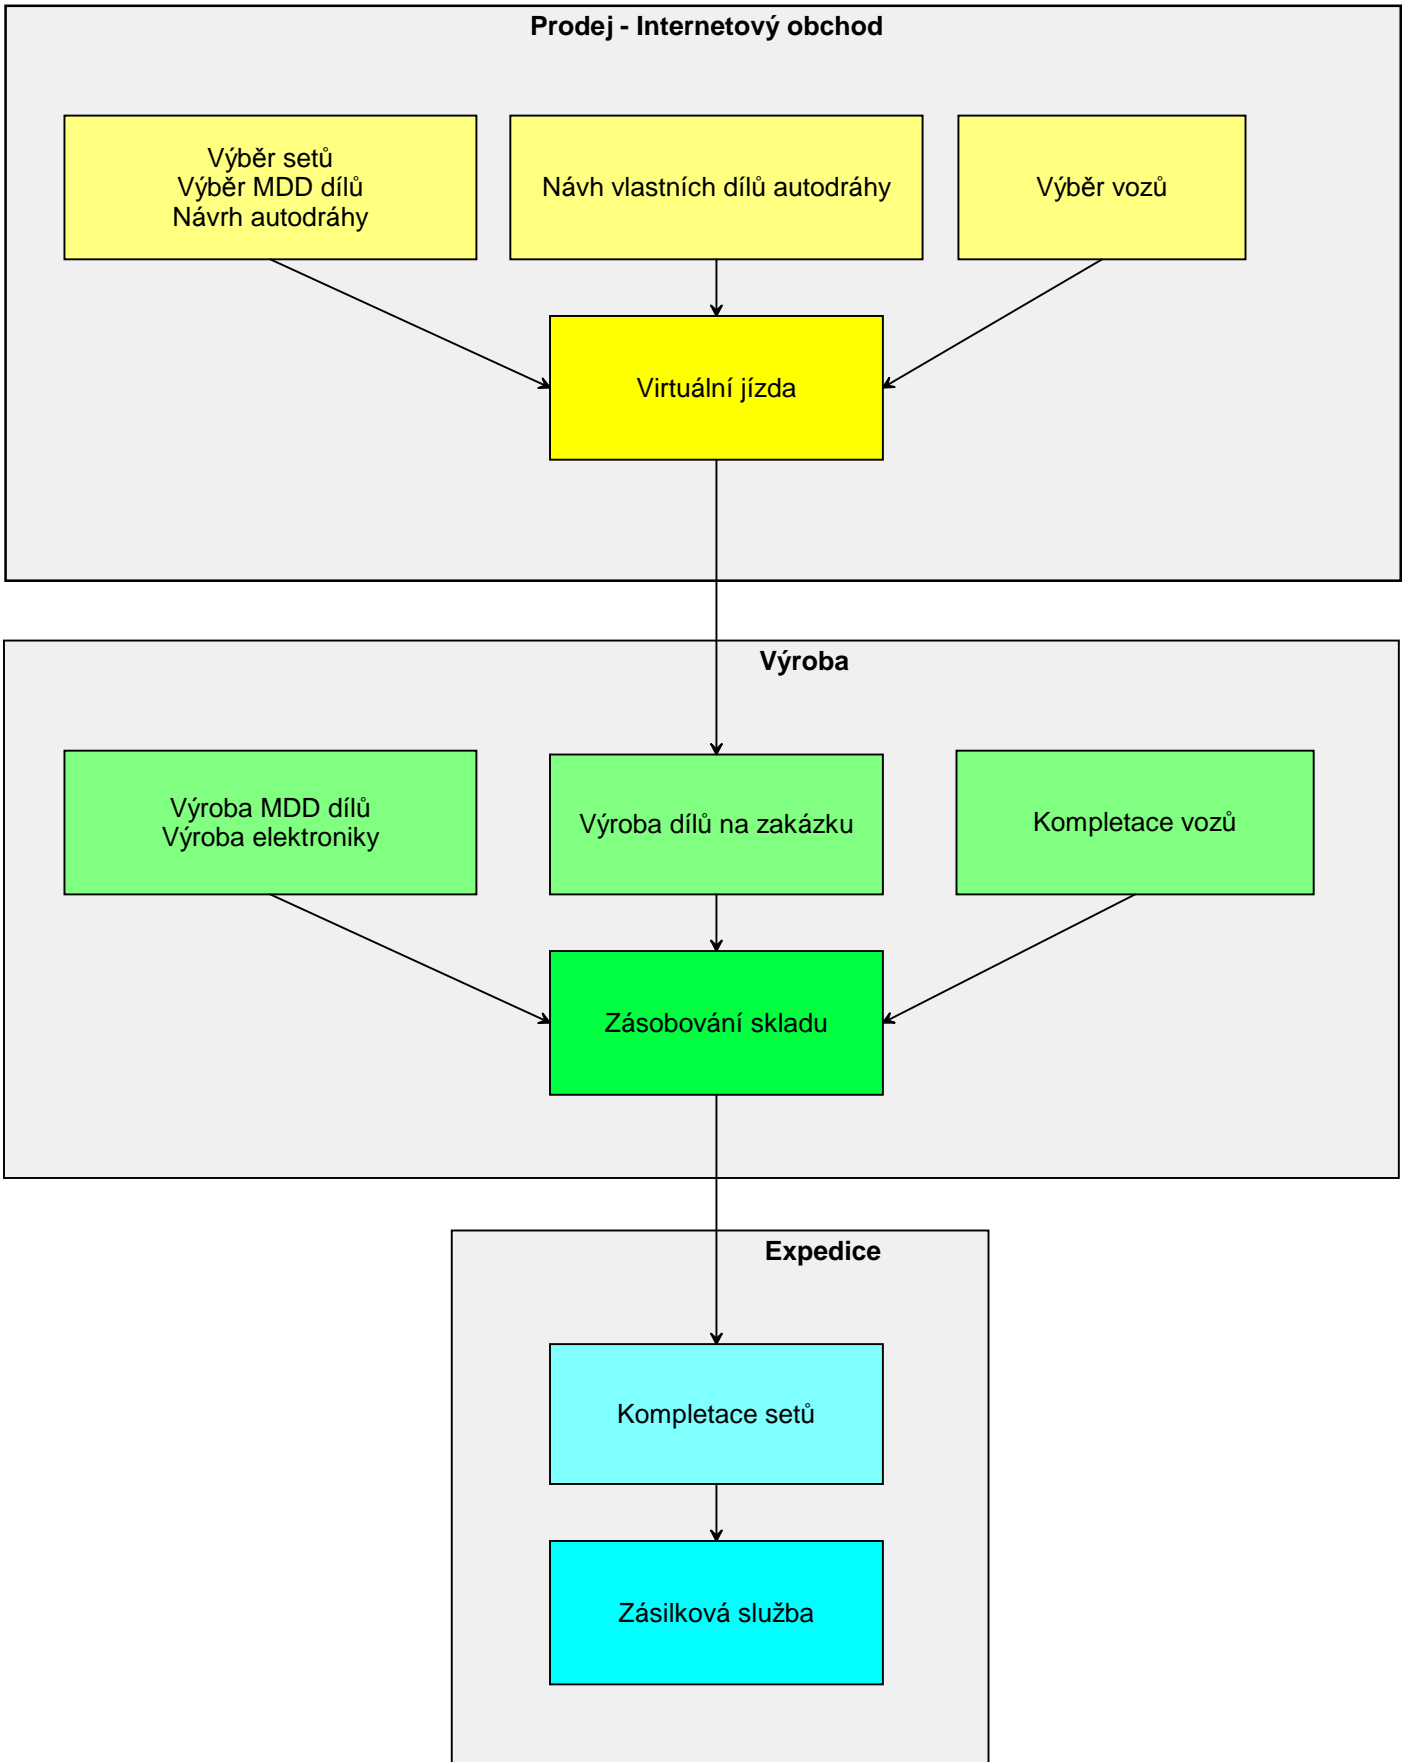 Prodej - Internetový obchod
Výběr setů
Výběr MDD dílů
Návrh autodráhy
Návh vlastních dílů autodráhy
Výběr vozů
Virtuální jízda
Výroba
Výroba MDD dílů
Výroba elektroniky
Výroba dílů na zakázku
Kompletace vozů
Zásobování skladu
Expedice
Kompletace setů
Zásilková služba